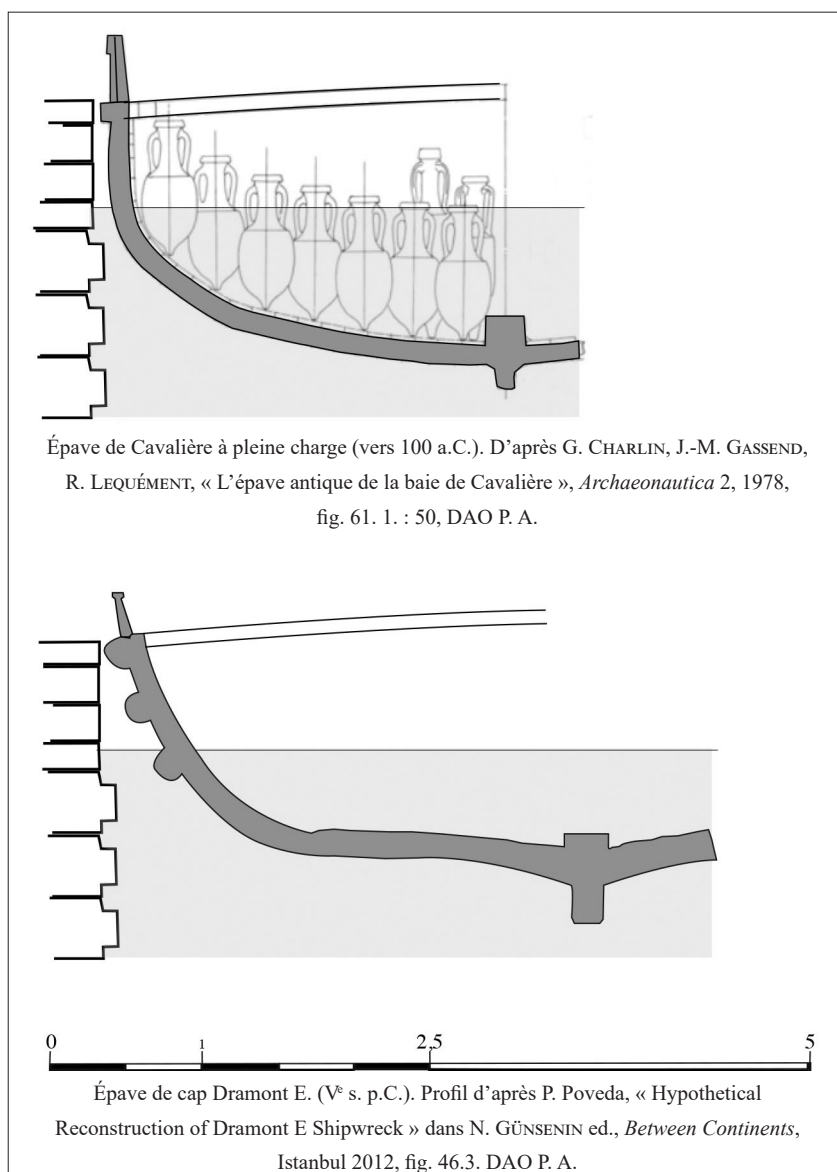 Épave de Cavalière à pleine charge (vers 100 a.C.). D'après G. CHARLIN, J.-M. GASSEND,
R. LEQUÉMENT, « L'épave antique de la baie de Cavalière », Archaeonautica 2, 1978,
fig. 61. 1. : 50, DAO P. A.
0 1 2,5 5
Épave de cap Dramont E. (Ve s. p.C.). Profil d'après P. Poveda, « Hypothetical
Reconstruction of Dramont E Shipwreck » dans N. GÜNSENIN ed., Between Continents,
Istanbul 2012, fig. 46.3. DAO P. A.